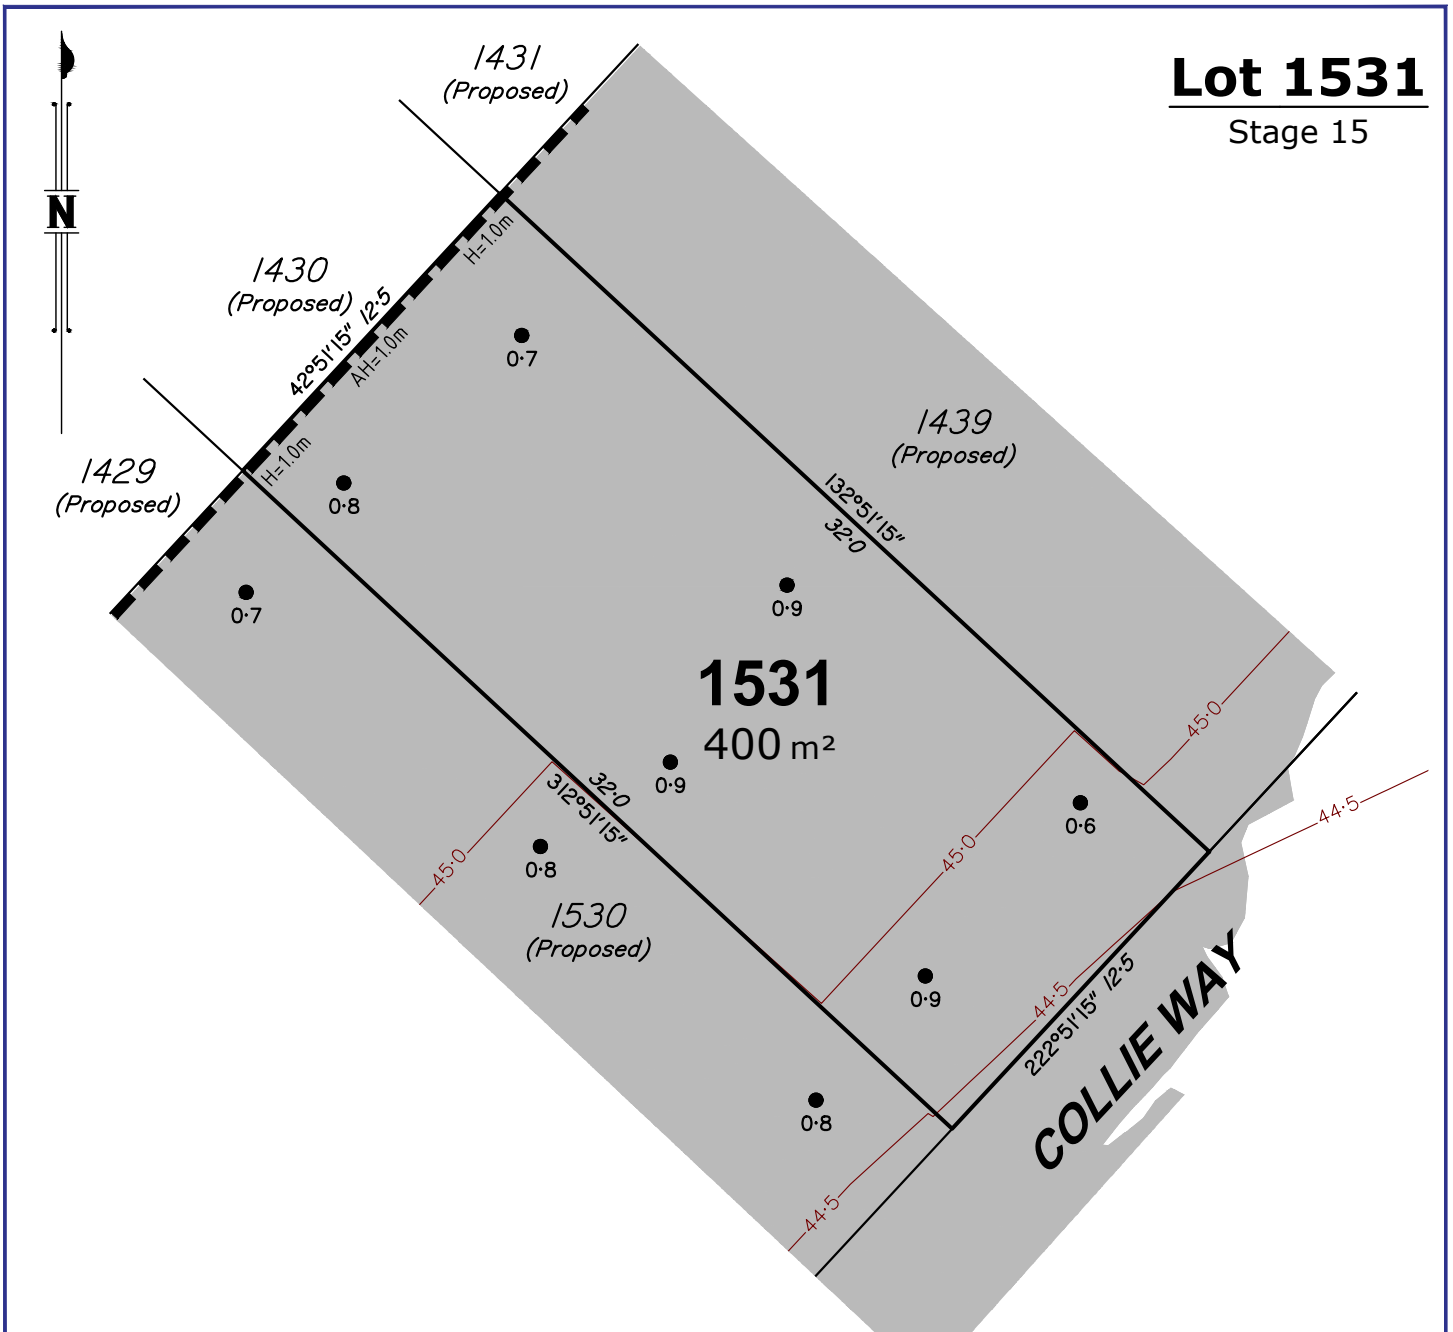 Lot 1531
Stage 15
N
1431
(Proposed)
1430
(Proposed)
42°51'15" 12·5
H=1.0m
AH=1.0m
H=1.0m
1429
(Proposed)
0·7
0·8
0·7
1439
(Proposed)
132°51'15"
32·0
0·9
1531
400 m²
0·9
32·0
312°51'15"
45·0
45·0
45·0
44·5
0·6
0·8
1530
(Proposed)
0·9
44·5
222°51'15" 12·5
COLLIE WAY
0·8
44·5